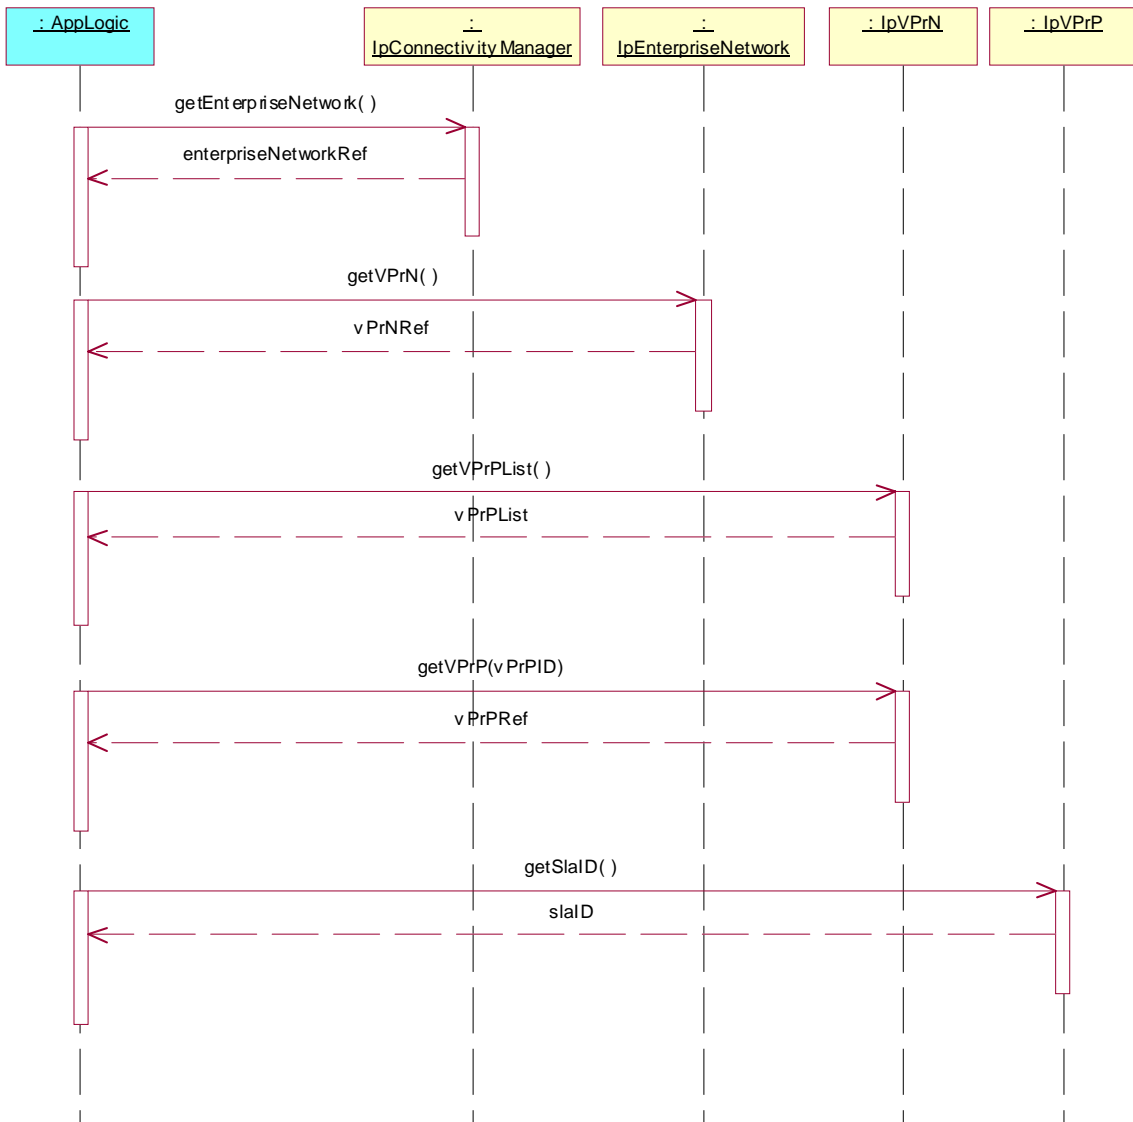 : AppLogic
:
IpConnectivityManager
:
IpEnterpriseNetwork
: IpVPrN
: IpVPrP
getEnterpriseNetwork( )
enterpriseNetworkRef
getVPrN( )
vPrNRef
getVPrPList( )
vPrPList
getVPrP(vPrPID)
vPrPRef
getSlaID( )
slaID